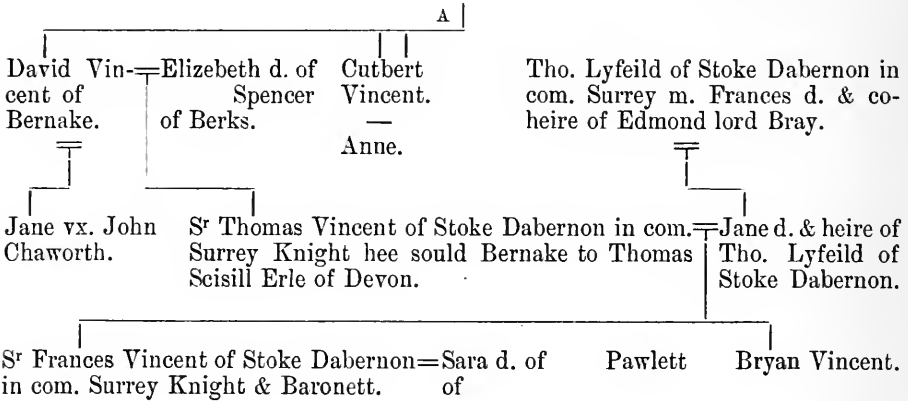 A
David Vin-
cent of
Bernake.
Elizebeth d. of
Spencer
of Berks.
Cutbert
Vincent.
—
Anne.
Tho. Lyfeild of Stoke Dabernon in
com. Surrey m. Frances d. & co-
heire of Edmond lord Bray.
Jane vx. John
Chaworth.
Sr Thomas Vincent of Stoke Dabernon in com.
Surrey Knight hee sould Bernake to Thomas
Scisill Erle of Devon.
Jane d. & heire of
Tho. Lyfeild of
Stoke Dabernon.
Sr Frances Vincent of Stoke Dabernon
in com. Surrey Knight & Baronett.
Sara d. of Pawlett
of
Bryan Vincent.